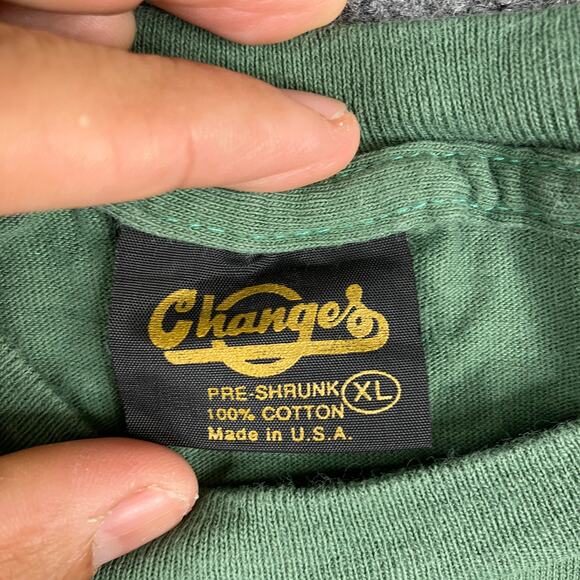 Changes
PRE-SHRUNK XL
100% COTTON
Made in U.S.A.